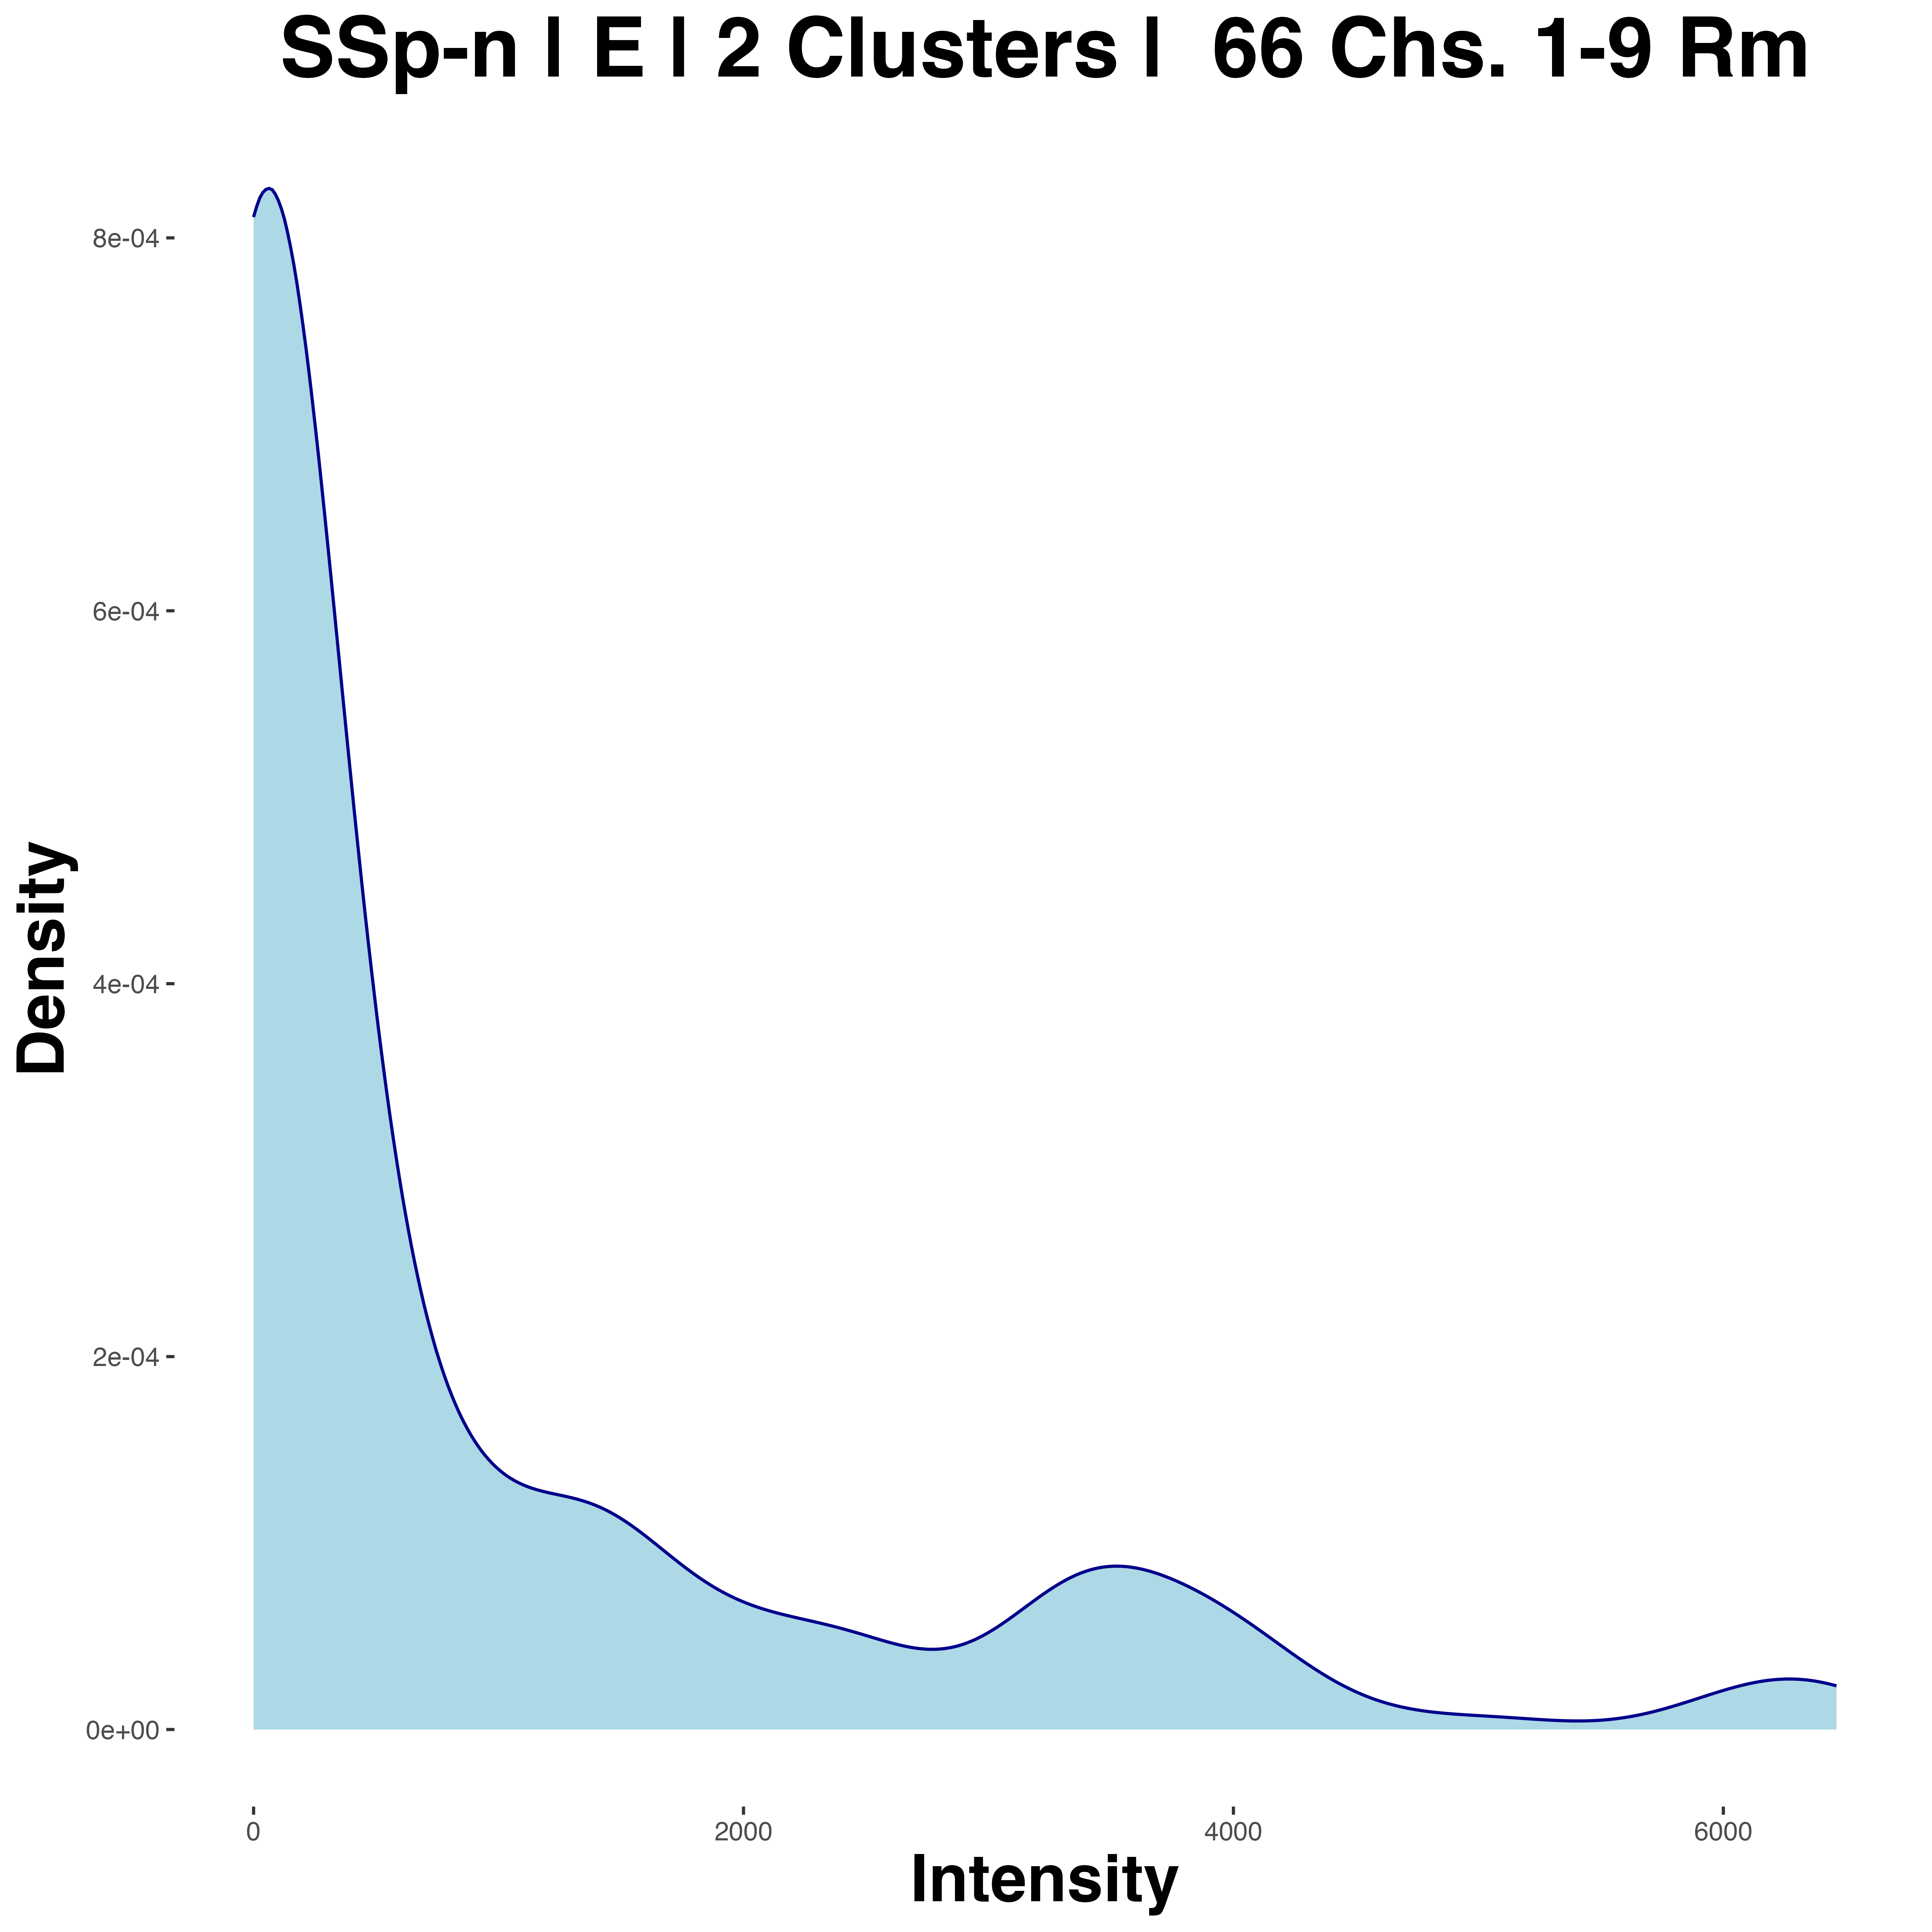 SSp-n | E | 2 Clusters |  66 Chs. 1-9 Rm
8e-04
6e-04
4e-04
2e-04
0e+00
Density
0 2000 4000 6000
Intensity